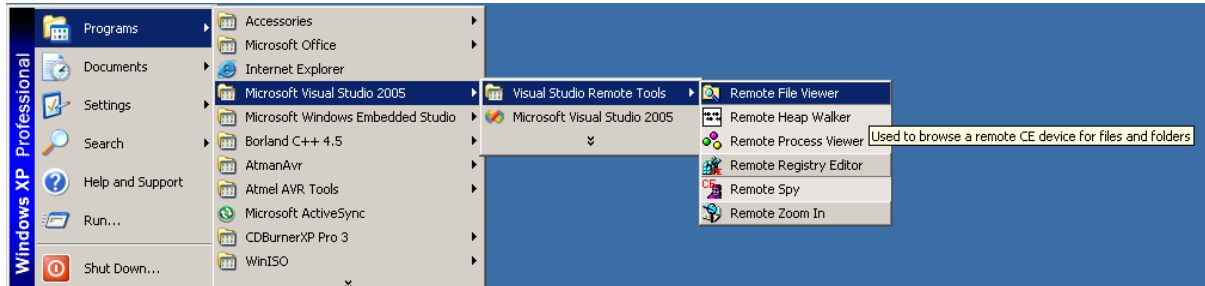 Windows XP Professional
Programs
Documents
Settings
Search
Help and Support
Run...
Shut Down...
Accessories
Microsoft Office
Internet Explorer
Microsoft Visual Studio 2005
Microsoft Windows Embedded Studio
Borland C++ 4.5
AtmanAvr
Atmel AVR Tools
Microsoft ActiveSync
CDBurnerXP Pro 3
WinISO
Visual Studio Remote Tools
Microsoft Visual Studio 2005
Remote File Viewer
Remote Heap Walker
Remote Process Viewer
Used to browse a remote CE device for files and folders
Remote Registry Editor
Remote Spy
Remote Zoom In